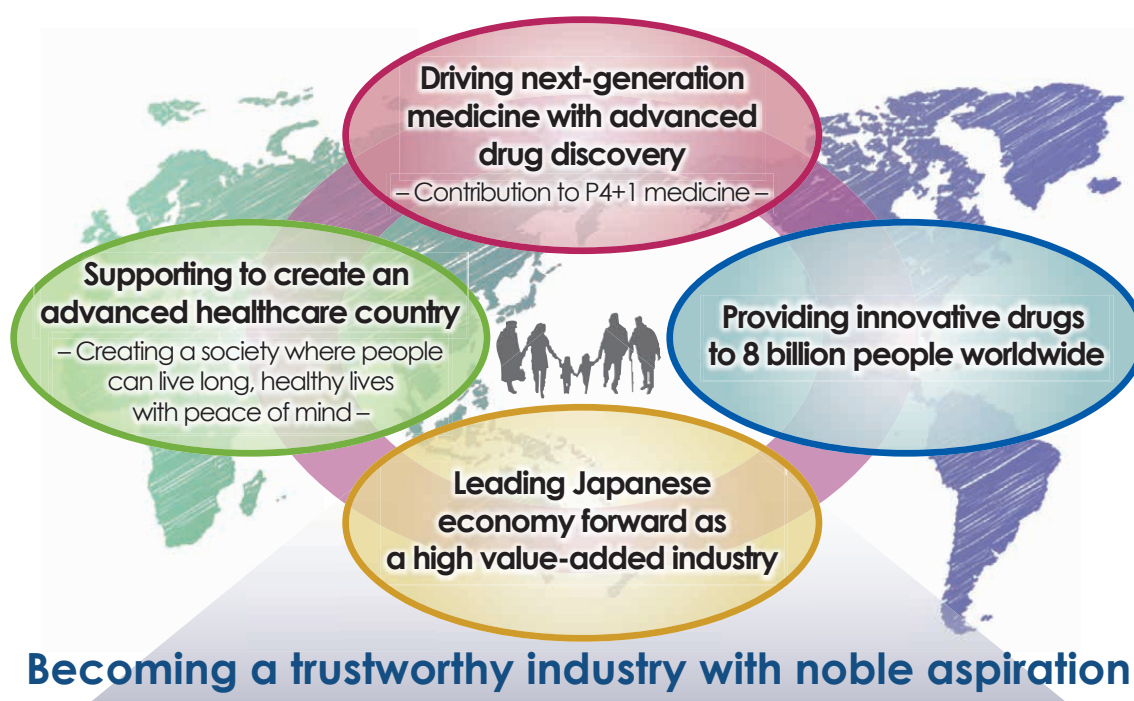 Driving next-generation
medicine with advanced
drug discovery
– Contribution to P4+1 medicine –
Supporting to create an
advanced healthcare country
– Creating a society where people
can live long, healthy lives
with peace of mind –
Providing innovative drugs
to 8 billion people worldwide
Leading Japanese
economy forward as
a high value-added industry
Becoming a trustworthy industry with noble aspiration